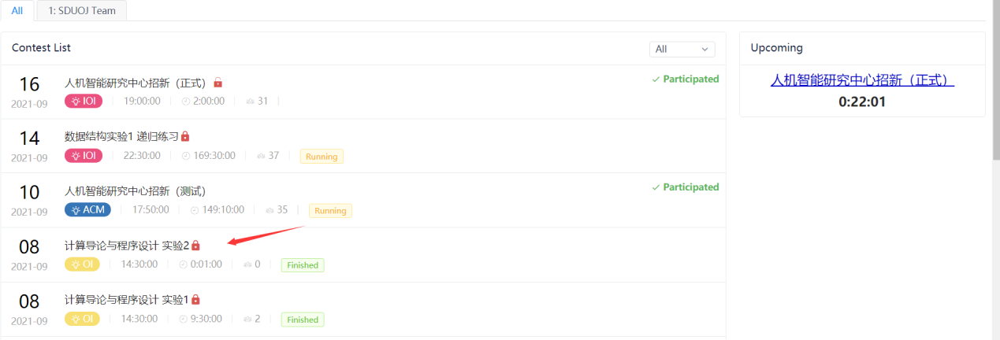 All 1: SDUOJ Team
Contest List
All
Upcoming
16
2021-09
人机智能研究中心招新（正式）
IOI 19:00:00 2:00:00 31
✓ Participated
人机智能研究中心招新（正式）
0:22:01
14
2021-09
数据结构实验1 递归练习
IOI 22:30:00 169:30:00 37 Running
10
2021-09
人机智能研究中心招新（测试）
ACM 17:50:00 149:10:00 35 Running
✓ Participated
08
2021-09
计算导论与程序设计 实验2
OI 14:30:00 0:01:00 0 Finished
08
2021-09
计算导论与程序设计 实验1
OI 14:30:00 9:30:00 2 Finished